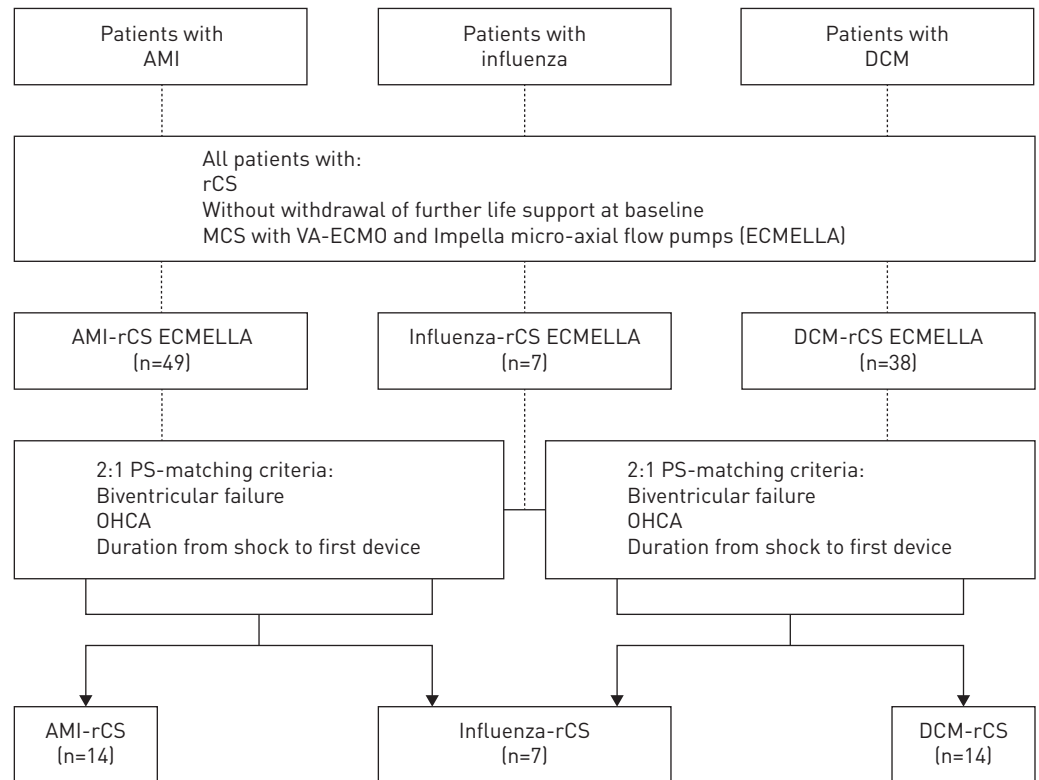 Patients with
AMI
Patients with
influenza
Patients with
DCM
All patients with:
rCS
Without withdrawal of further life support at baseline
MCS with VA-ECMO and Impella micro-axial flow pumps (ECMELLA)
AMI-rCS ECMELLA
(n=49)
Influenza-rCS ECMELLA
(n=7)
DCM-rCS ECMELLA
(n=38)
2:1 PS-matching criteria:
Biventricular failure
OHCA
Duration from shock to first device
2:1 PS-matching criteria:
Biventricular failure
OHCA
Duration from shock to first device
AMI-rCS
(n=14)
Influenza-rCS
(n=7)
DCM-rCS
(n=14)